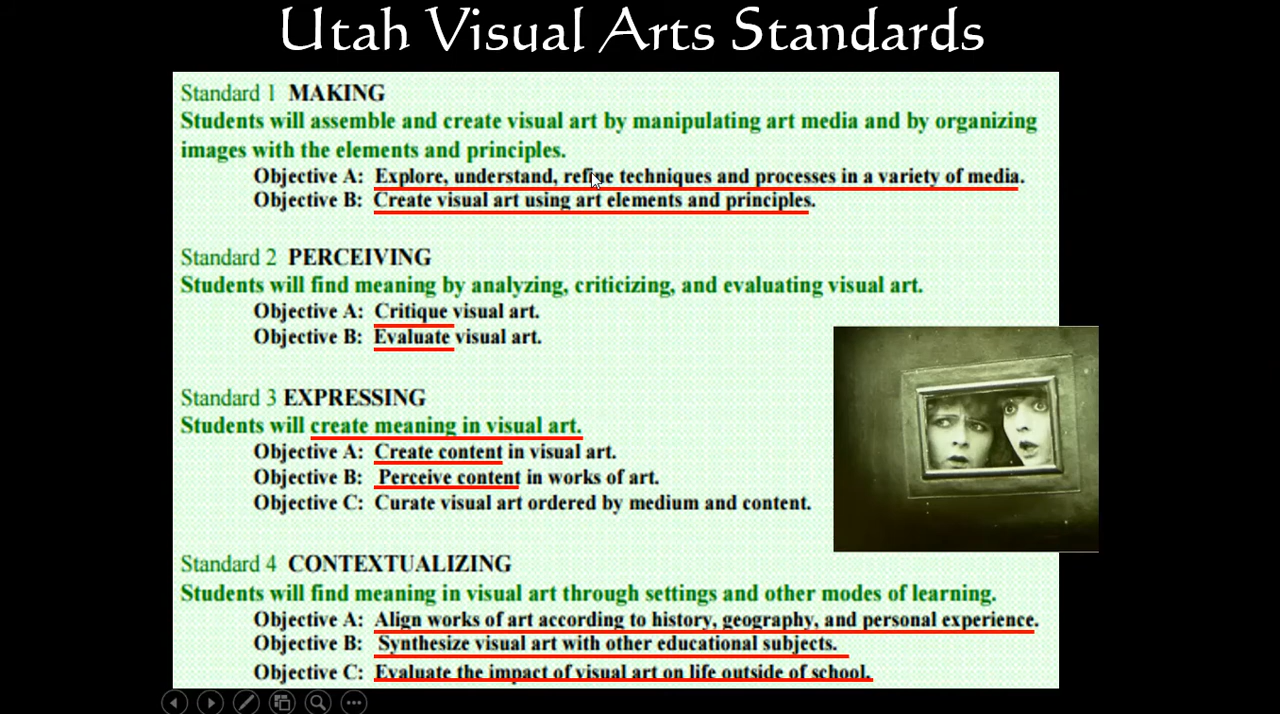 Utah Visual Arts Standards
Standard 1 MAKING
Students will assemble and create visual art by manipulating art media and by organizing
images with the elements and principles.
Objective A: Explore, understand, refine techniques and processes in a variety of media.
Objective B: Create visual art using art elements and principles.
Standard 2 PERCEIVING
Students will find meaning by analyzing, criticizing, and evaluating visual art.
Objective A: Critique visual art.
Objective B: Evaluate visual art.
Standard 3 EXPRESSING
Students will create meaning in visual art.
Objective A: Create content in visual art.
Objective B: Perceive content in works of art.
Objective C: Curate visual art ordered by medium and content.
Standard 4 CONTEXTUALIZING
Students will find meaning in visual art through settings and other modes of learning.
Objective A: Align works of art according to history, geography, and personal experience.
Objective B: Synthesize visual art with other educational subjects.
Objective C: Evaluate the impact of visual art on life outside of school.